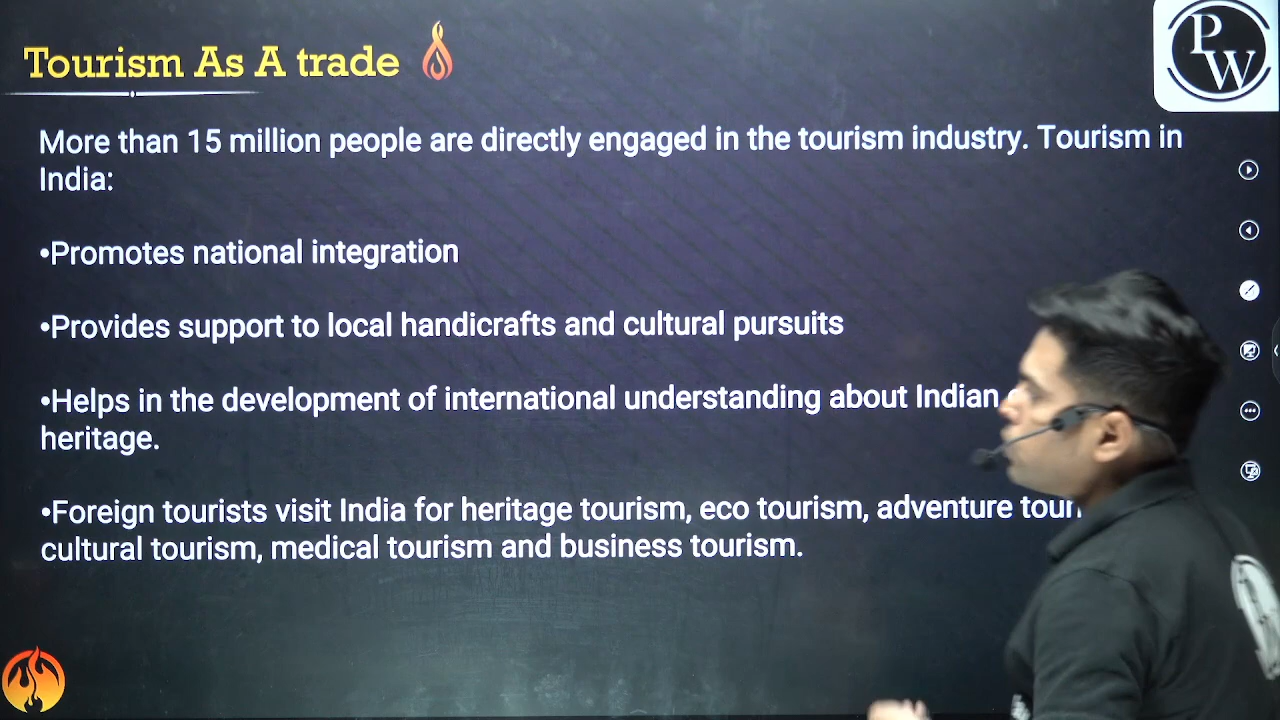 Tourism As A trade
PW
More than 15 million people are directly engaged in the tourism industry. Tourism in
India:
•Promotes national integration
•Provides support to local handicrafts and cultural pursuits
•Helps in the development of international understanding about Indian
heritage.
•Foreign tourists visit India for heritage tourism, eco tourism, adventure
cultural tourism, medical tourism and business tourism.